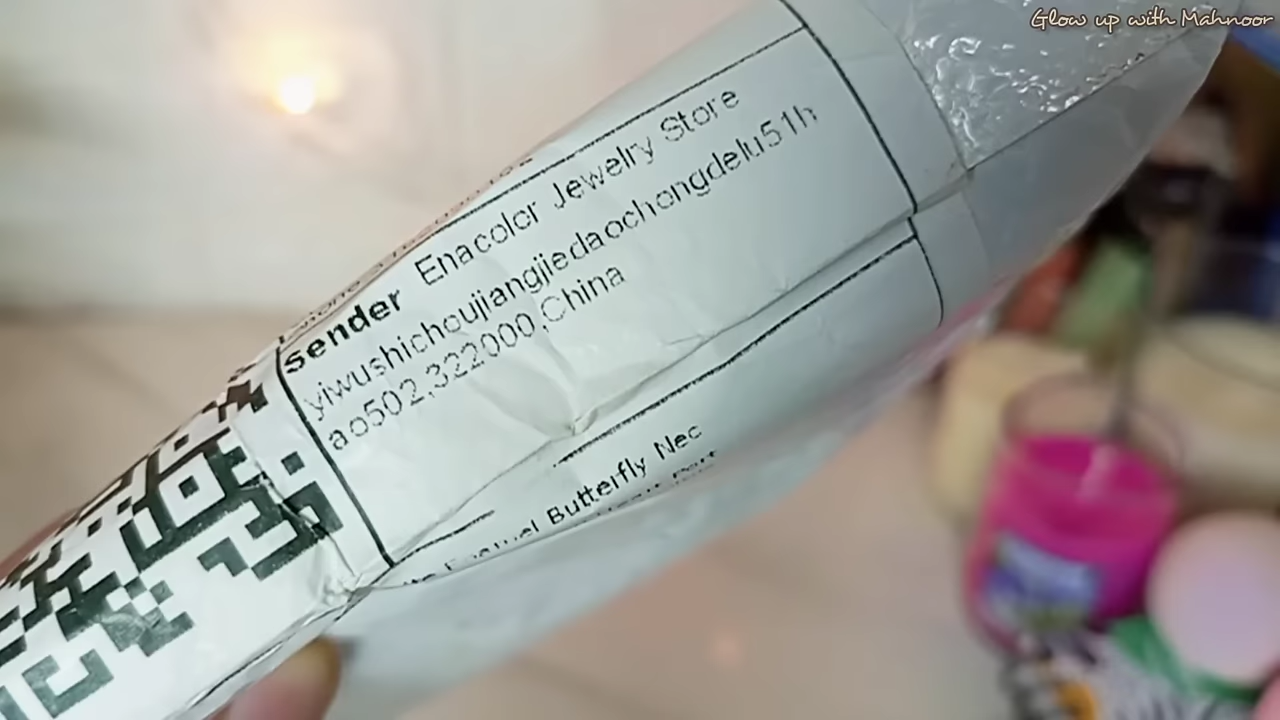 Glow up with Mahnoor
sender Enacolor Jewelry Store
yiwushichoujiangjiedaochongdelu51h
ao502,322000,China
Butterfly Nec